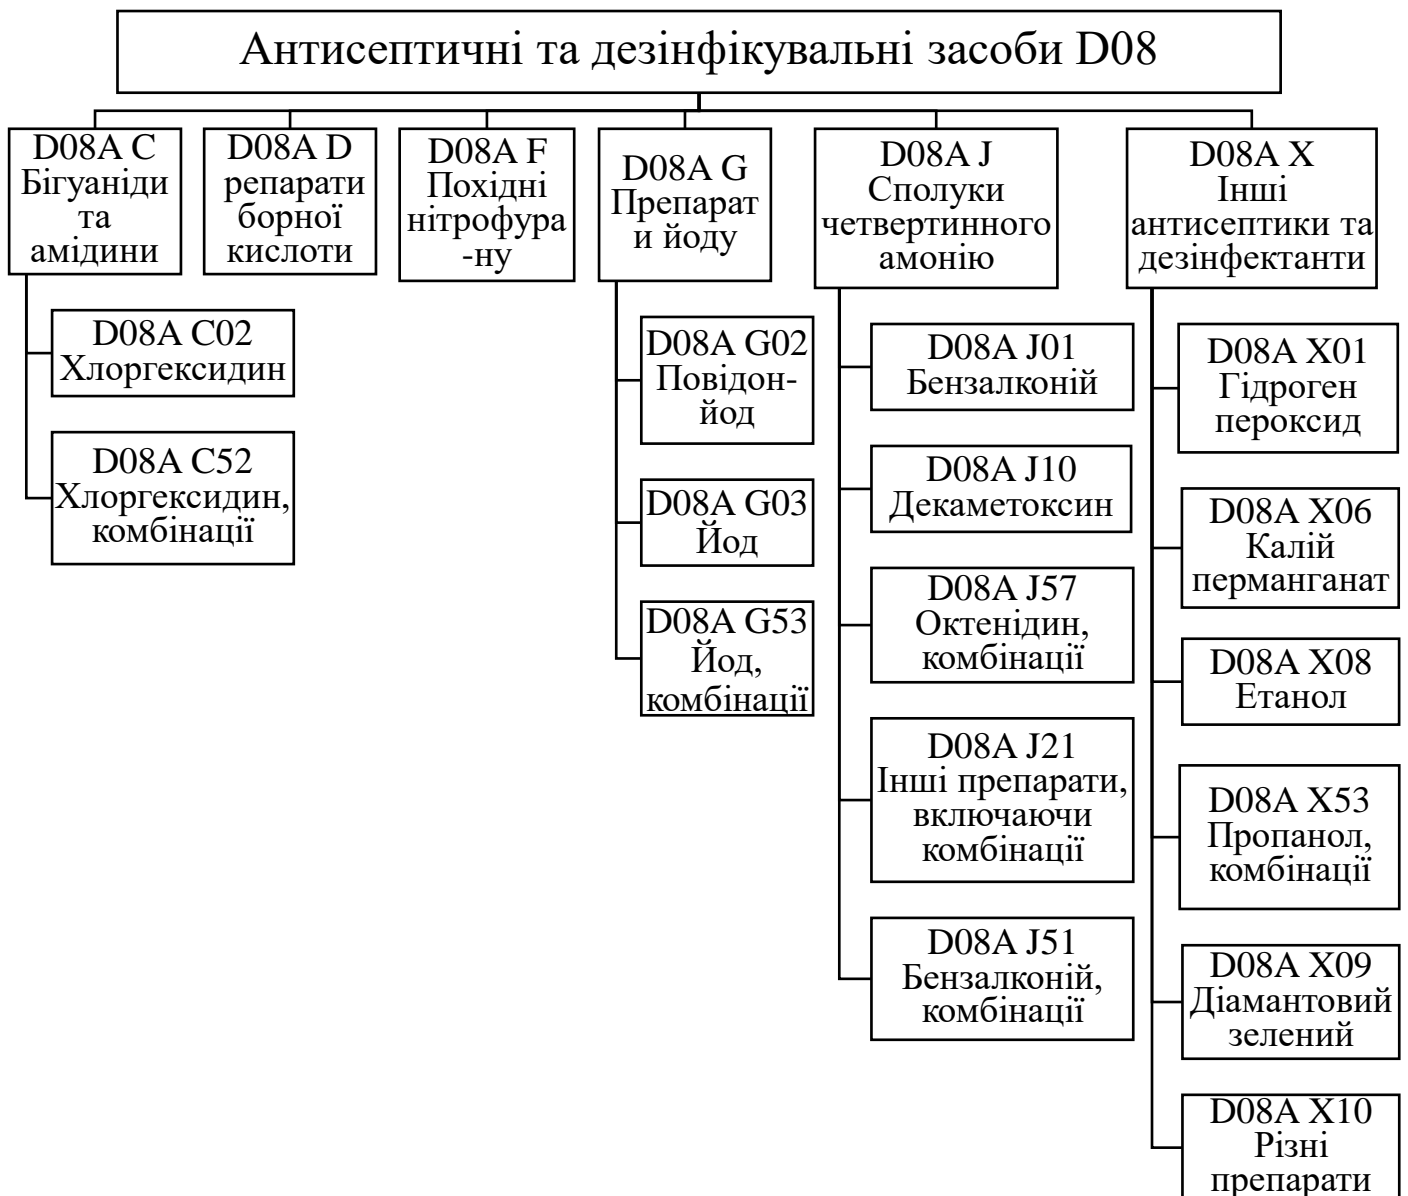 Антисептичні та дезінфікувальні засоби D08
D08A C
Бігуаніди
та
амідини
D08A C02
Хлоргексидин
D08A C52
Хлоргексидин,
комбінації
D08A D
репарати
борної
кислоти
D08A F
Похідні
нітрофура
-ну
D08A G
Препарат
и йоду
D08A G02
Повідон-
йод
D08A G03
Йод
D08A G53
Йод,
комбінації
D08A J
Сполуки
четвертинного
амонію
D08A J01
Бензалконій
D08A J10
Декаметоксин
D08A J57
Октенідин,
комбінації
D08A J21
Інші препарати,
включаючи
комбінації
D08A J51
Бензалконій,
комбінації
D08A X
Інші
антисептики та
дезінфектанти
D08A X01
Гідроген
пероксид
D08A X06
Калій
перманганат
D08A X08
Етанол
D08A X53
Пропанол,
комбінації
D08A X09
Діамантовий
зелений
D08A X10
Різні
препарати